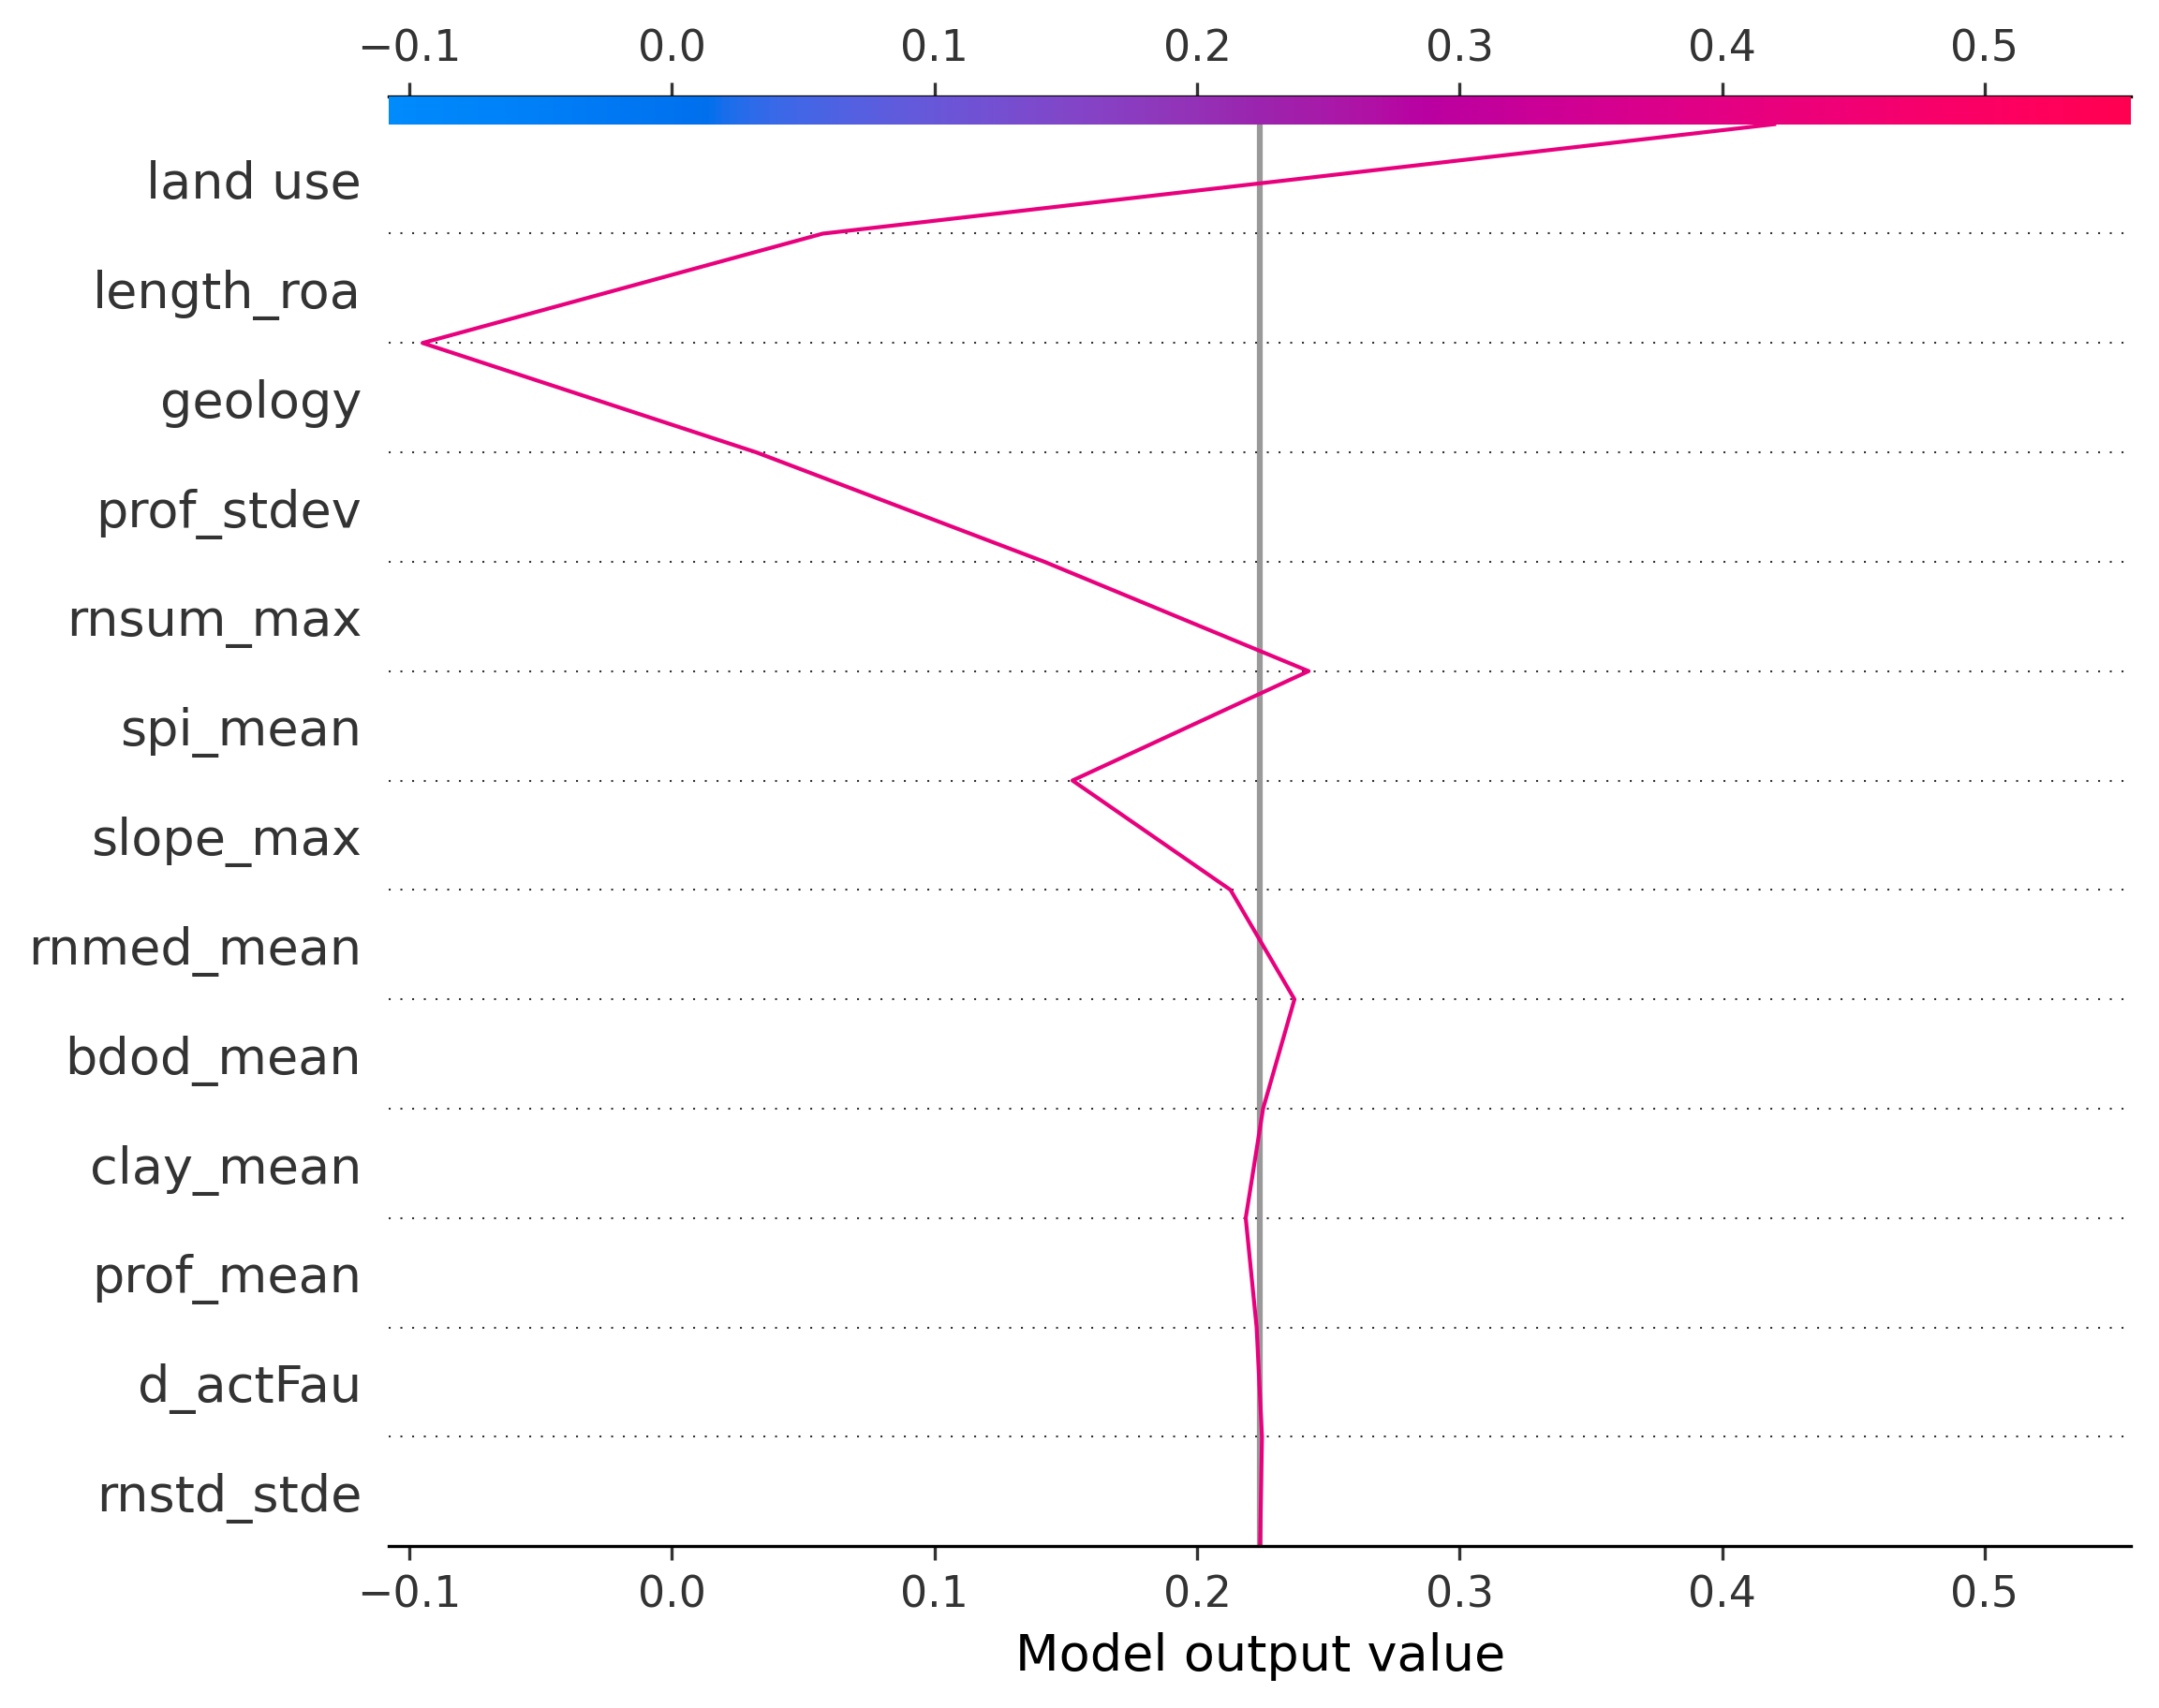 −0.1 0.0 0.1 0.2 0.3 0.4 0.5
land use
length_roa
geology
prof_stdev
rnsum_max
spi_mean
slope_max
rnmed_mean
bdod_mean
clay_mean
prof_mean
d_actFau
rnstd_stde
−0.1 0.0 0.1 0.2 0.3 0.4 0.5
Model output value